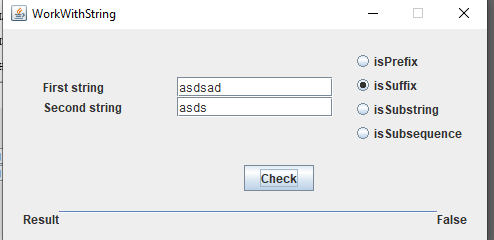 WorkWithString
isPrefix
First string asdsad isSuffix
Second string asds isSubstring
isSubsequence
Check
Result False